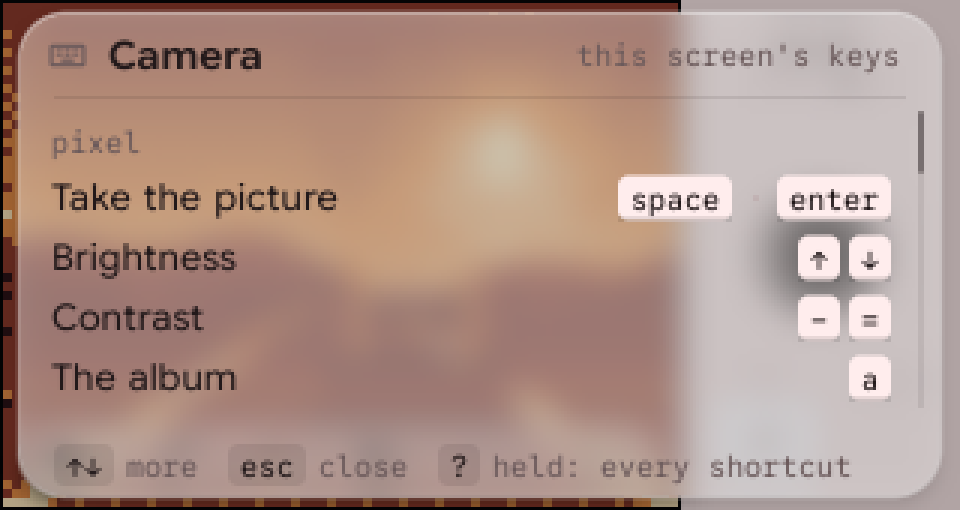 Camera this screen's keys
pixel
Take the picture space · enter
Brightness ↑ ↓
Contrast - =
The album a
↑↓ more esc close ? held: every shortcut